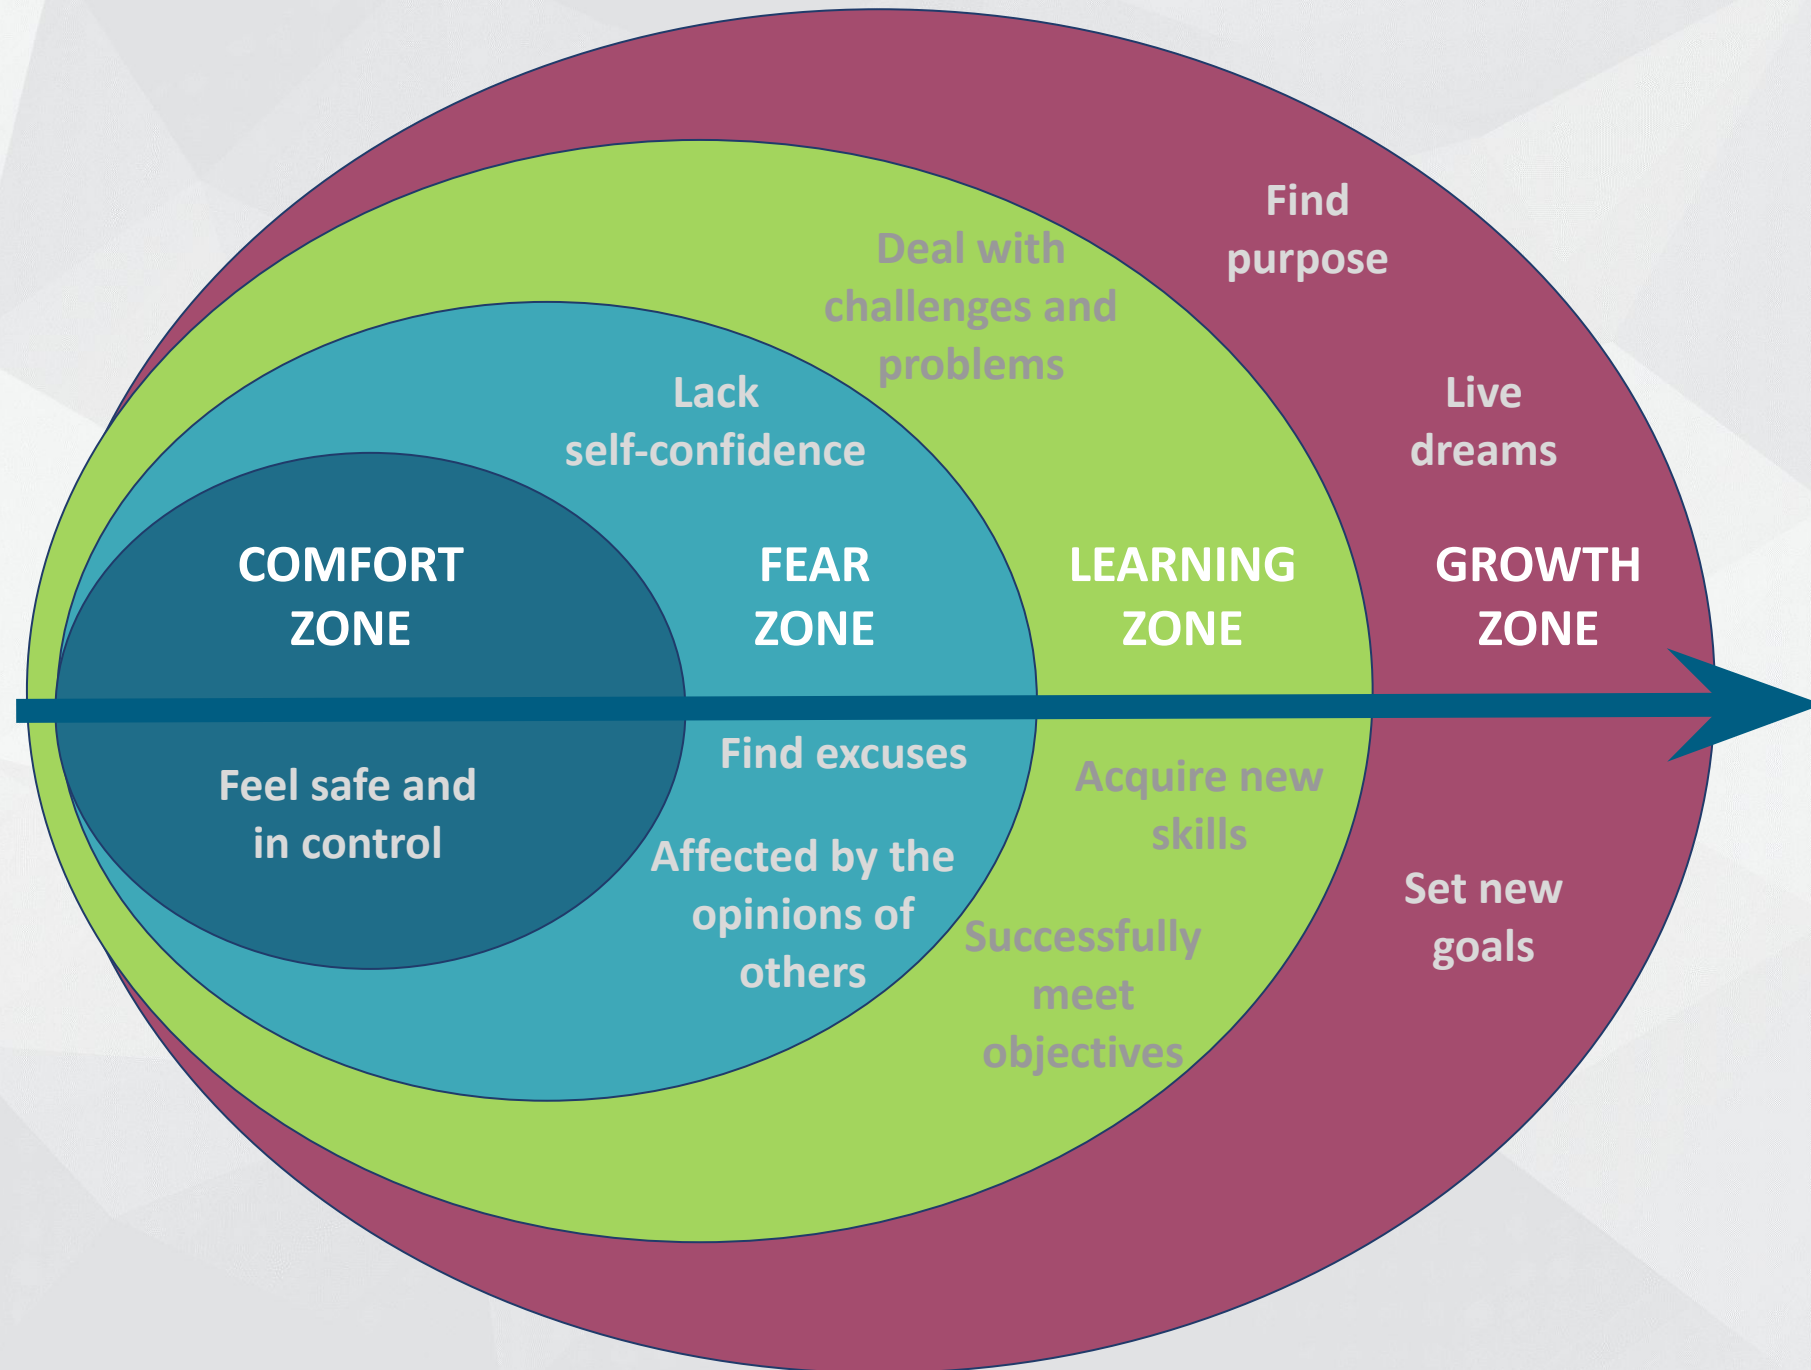 Find
purpose
Deal with
challenges and
problems
Lack
self-confidence
Live
dreams
COMFORT
ZONE
FEAR
ZONE
LEARNING
ZONE
GROWTH
ZONE
Feel safe and
in control
Find excuses
Affected by the
opinions of
others
Acquire new
skills
Successfully
meet
objectives
Set new
goals